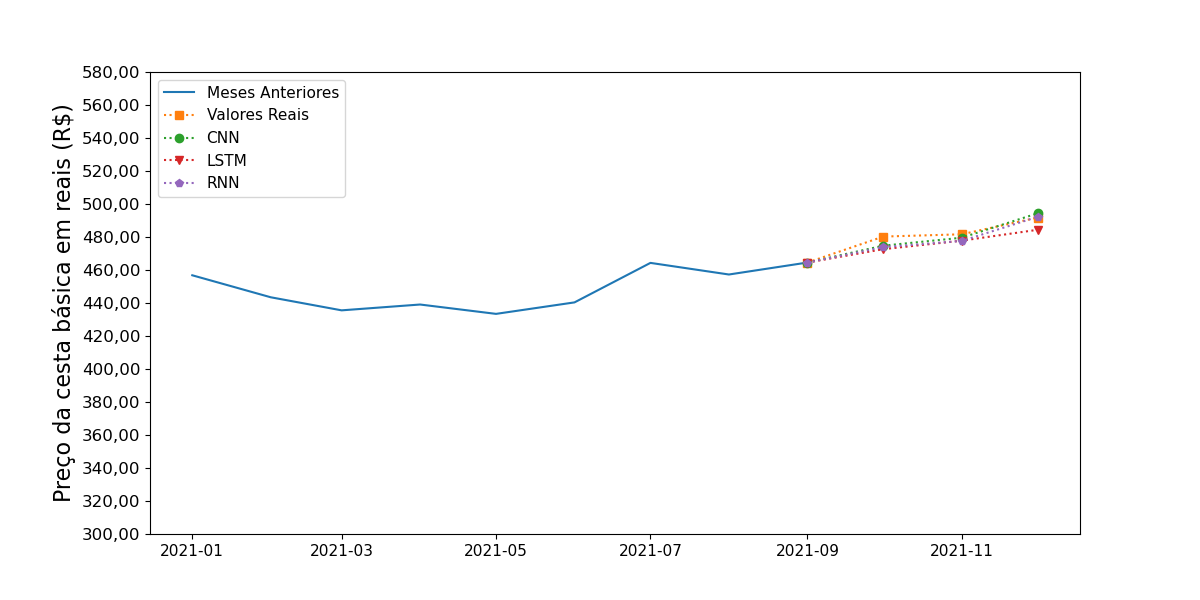 580,00
560,00
540,00
520,00
500,00
480,00
460,00
440,00
420,00
400,00
380,00
360,00
340,00
320,00
300,00
Preço da cesta básica em reais (R$)
Meses Anteriores
Valores Reais
CNN
LSTM
RNN
2021-01 2021-03 2021-05 2021-07 2021-09 2021-11